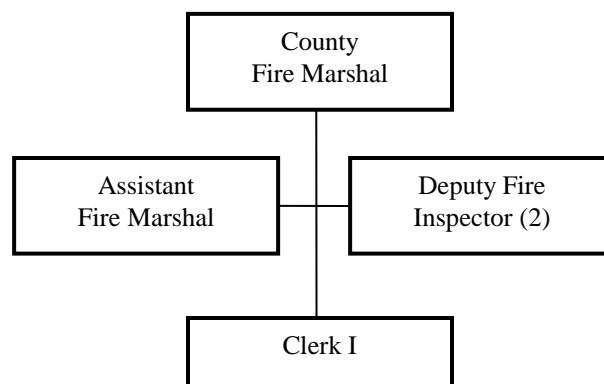 County
Fire Marshal
Assistant
Fire Marshal
Deputy Fire
Inspector (2)
Clerk I